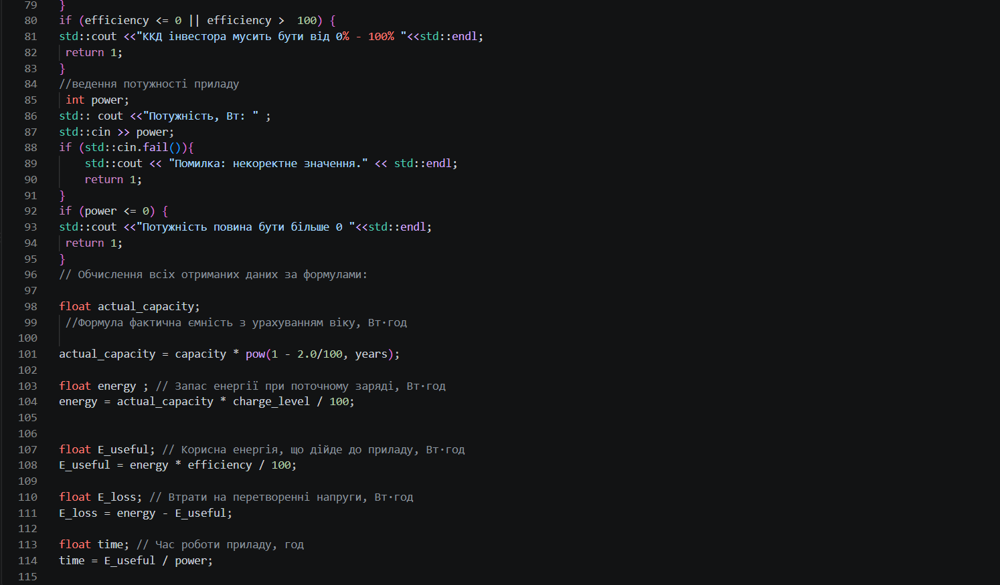 79 }
80 if (efficiency <= 0 || efficiency >  100) {
81 std::cout <<"ККД інвестора мусить бути від 0% - 100% "<<std::endl;
82  return 1;
83 }
84 //ведення потужності приладу
85  int power;
86 std:: cout <<"Потужність, Вт: " ;
87 std::cin >> power;
88 if (std::cin.fail()){
89     std::cout << "Помилка: некоректне значення." << std::endl;
90     return 1;
91 }
92 if (power <= 0) {
93 std::cout <<"Потужність повина бути більше 0 "<<std::endl;
94  return 1;
95 }
96 // Обчислення всіх отриманих даних за формулами:
97
98 float actual_capacity;
99  //Формула фактична ємність з урахуванням віку, Вт·год
100
101 actual_capacity = capacity * pow(1 - 2.0/100, years);
102
103 float energy ; // Запас енергії при поточному заряді, Вт·год
104 energy = actual_capacity * charge_level / 100;
105
106
107 float E_useful; // Корисна енергія, що дійде до приладу, Вт·год
108 E_useful = energy * efficiency / 100;
109
110 float E_loss; // Втрати на перетворенні напруги, Вт·год
111 E_loss = energy - E_useful;
112
113 float time; // Час роботи приладу, год
114 time = E_useful / power;
115